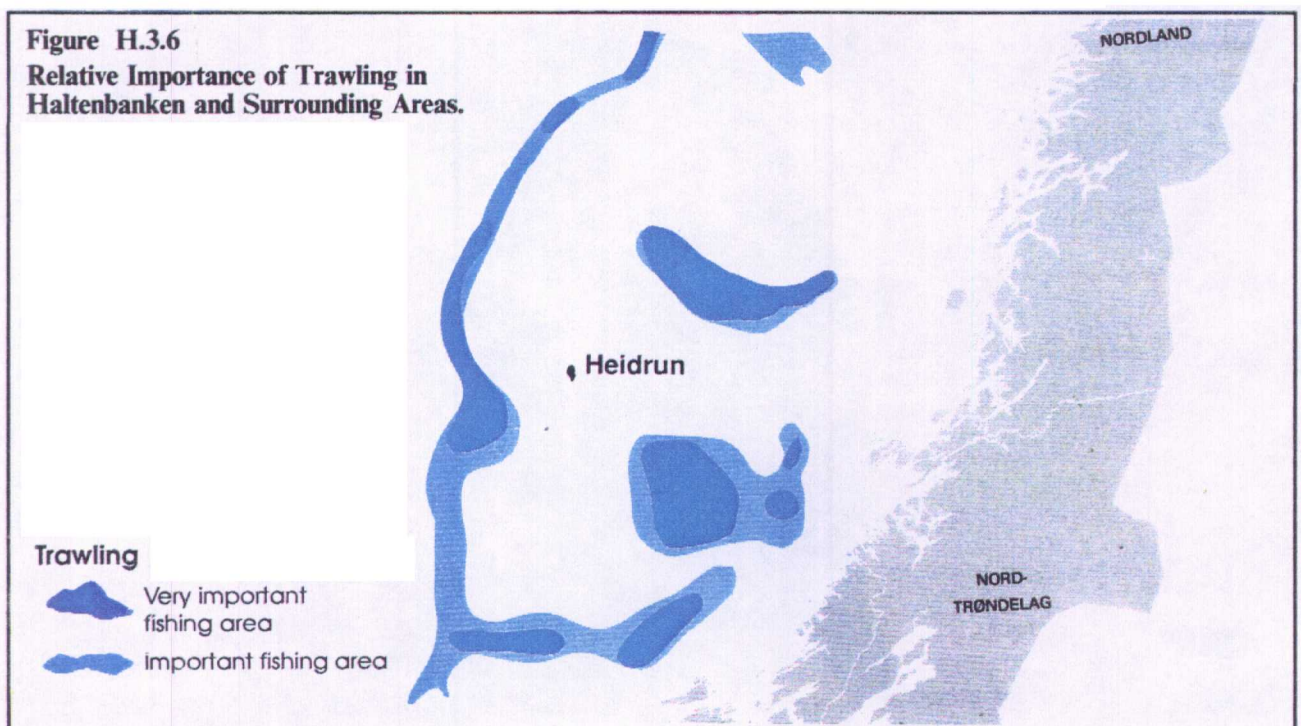 Figure H.3.6
Relative Importance of Trawling in
Haltenbanken and Surrounding Areas.
NORDLAND
Heidrun
NORD-
TRØNDELAG
Trawling
Very important
fishing area
Important fishing area